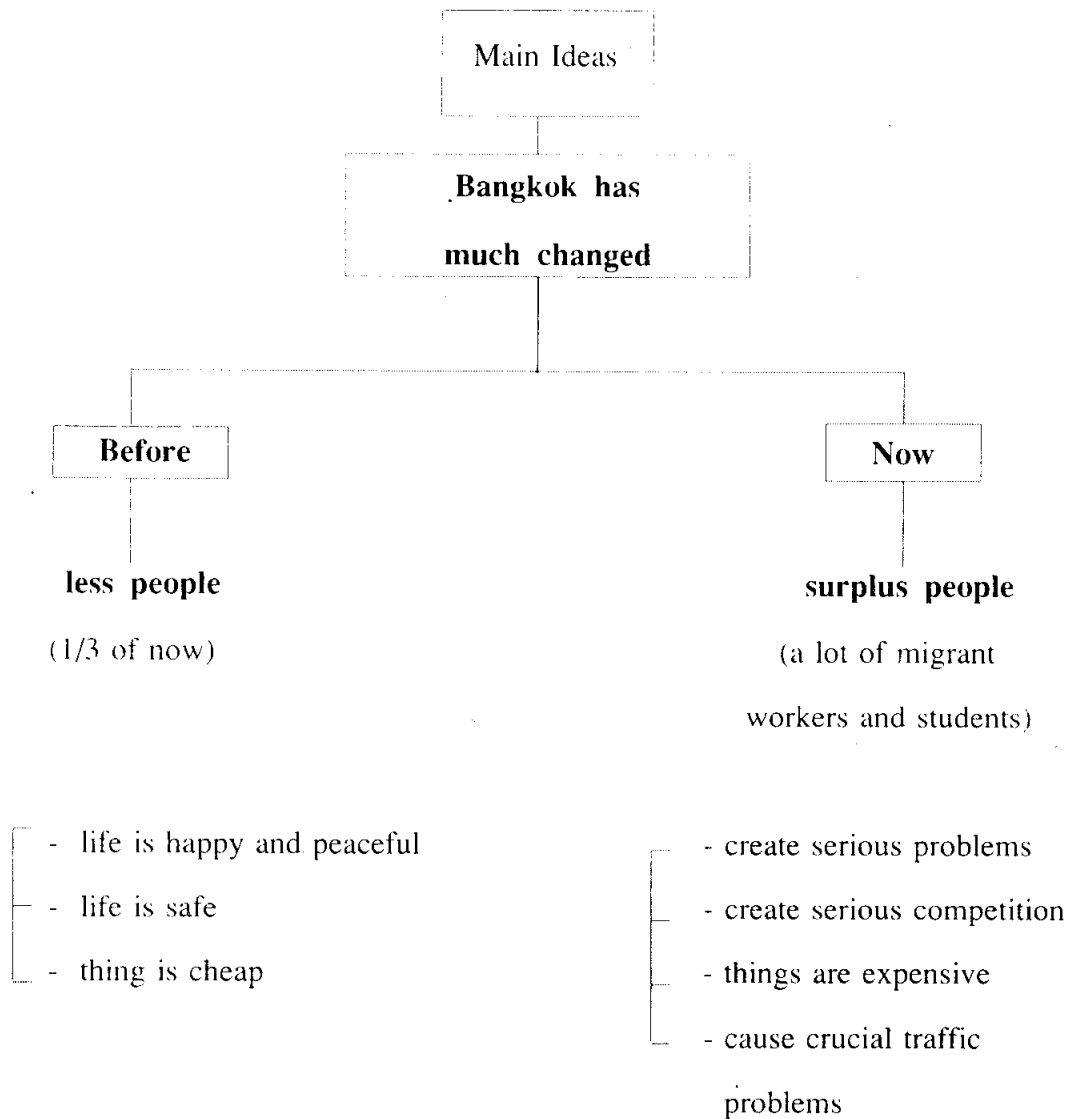 Main Ideas
Bangkok has
much changed
Before
Now
less people
(1/3 of now)
surplus people
(a lot of migrant
workers and students)
- life is happy and peaceful
- life is safe
- thing is cheap
- create serious problems
- create serious competition
- things are expensive
- cause crucial traffic
problems